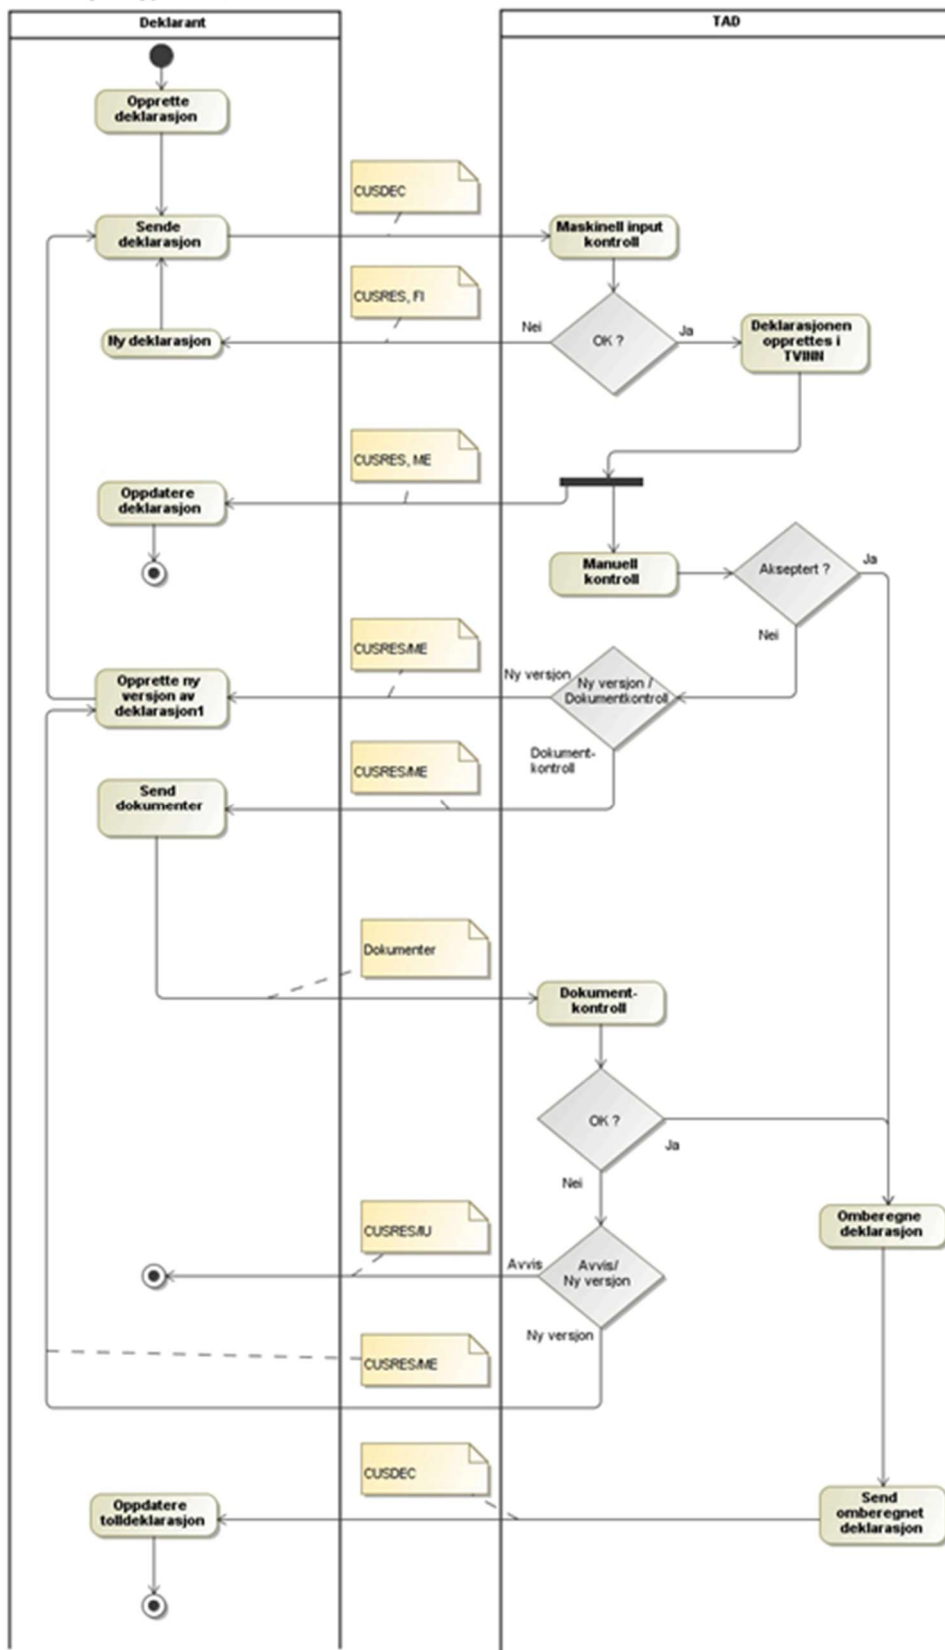 Deklarant
TAD
Opprette
deklarasjon
CUSDEC
Sende
deklarasjon
Maskinell input
kontroll
CUSRES, FI
Nei
Ny deklarasjon
OK ?
Ja
Deklarasjonen
opprettes i
TVINN
CUSRES, ME
Oppdatere
deklarasjon
Manuell
kontroll
Akseptert ?
Ja
Nei
CUSRES/ME
Ny versjon
Opprette ny
versjon av
deklarasjon1
Ny versjon /
Dokumentkontroll
Dokument-
kontroll
CUSRES/ME
Send
dokumenter
Dokumenter
Dokument-
kontroll
OK ?
Ja
Nei
CUSRES/IU
Omberegne
deklarasjon
Avvis
Avvis/
Ny versjon
Ny versjon
CUSRES/ME
CUSDEC
Oppdatere
tolldeklarasjon
Send
omberegnet
deklarasjon